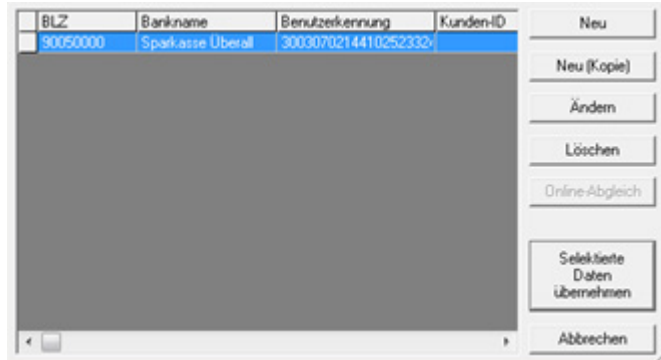 BLZ Bankname Benutzerkennung Kunden-ID
90050000 Sparkasse Überall
Neu
Neu (Kopie)
Ändern
Löschen
Online-Abgleich
Selektierte
Daten
übernehmen
Abbrechen